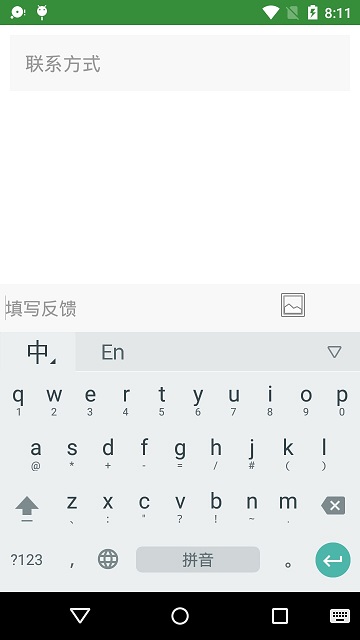 8:11
联系方式
填写反馈
中 En
q w e r t y u i o p
1 2 3 4 5 6 7 8 9 0
a s d f g h j k l
@ * + - = / # ( )
z x c v b n m
、 : " ? ! ~ .
?123 , 拼音 。